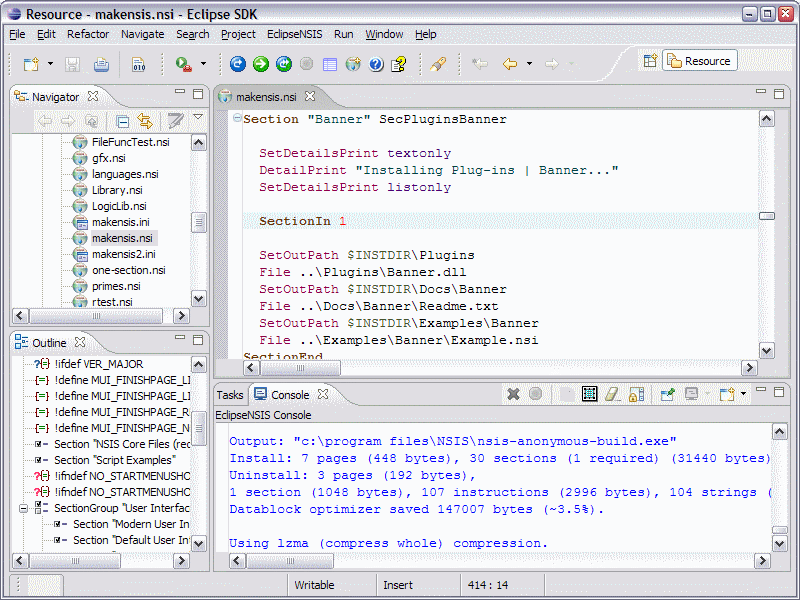 Resource - makensis.nsi - Eclipse SDK
File Edit Refactor Navigate Search Project EclipseNSIS Run Window Help
010
Resource
Navigator
FileFuncTest.nsi
gfx.nsi
languages.nsi
Library.nsi
LogicLib.nsi
makensis.ini
makensis.nsi
makensis2.ini
one-section.nsi
primes.nsi
rtest.nsi
makensis.nsi
Section "Banner" SecPluginsBanner
SetDetailsPrint textonly
DetailPrint "Installing Plug-ins | Banner..."
SetDetailsPrint listonly
SectionIn 1
SetOutPath $INSTDIR\Plugins
File ..\Plugins\Banner.dll
SetOutPath $INSTDIR\Docs\Banner
File ..\Docs\Banner\Readme.txt
SetOutPath $INSTDIR\Examples\Banner
File ..\Examples\Banner\Example.nsi
SectionEnd
Outline
!ifdef VER_MAJOR
!define MUI_FINISHPAGE_LI
!define MUI_FINISHPAGE_LI
!define MUI_FINISHPAGE_R
!define MUI_FINISHPAGE_N
Section "NSIS Core Files (rec
Section "Script Examples"
!ifndef NO_STARTMENUSHO
!ifndef NO_STARTMENUSHO
SectionGroup "User Interfac
Section "Modern User In
Section "Default User In
Tasks Console
EclipseNSIS Console
Output: "c:\program files\NSIS\nsis-anonymous-build.exe"
Install: 7 pages (448 bytes), 30 sections (1 required) (31440 bytes)
Uninstall: 3 pages (192 bytes),
1 section (1048 bytes), 107 instructions (2996 bytes), 104 strings (
Datablock optimizer saved 147007 bytes (~3.5%).
Using lzma (compress whole) compression.
Writable Insert 414 : 14